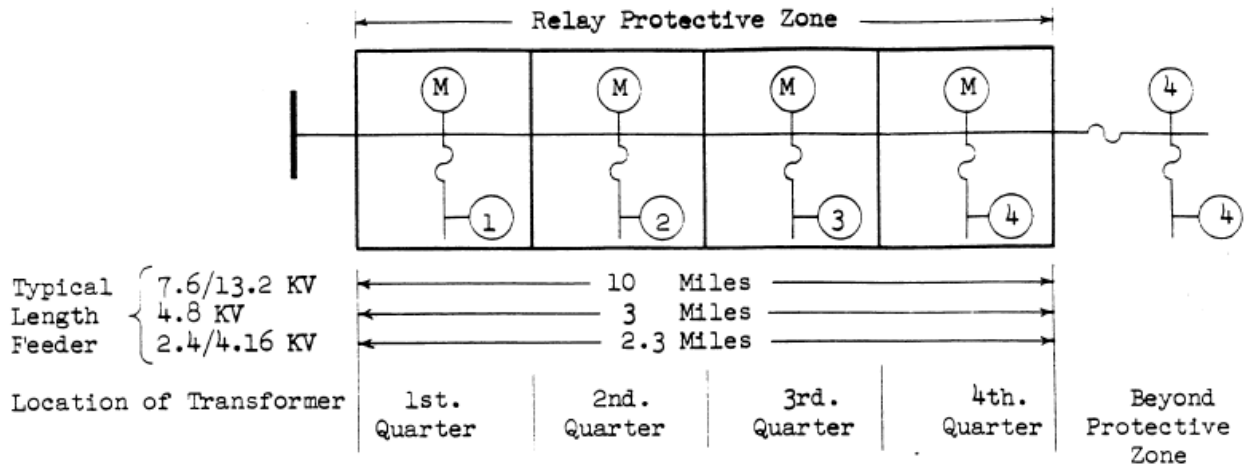 Relay Protective Zone
M M M M 4
1 2 3 4 4
Typical 7.6/13.2 KV 10 Miles
Length 4.8 KV 3 Miles
Feeder 2.4/4.16 KV 2.3 Miles
Location of Transformer 1st. 2nd. 3rd. 4th. Beyond
Quarter Quarter Quarter Quarter Protective
Zone